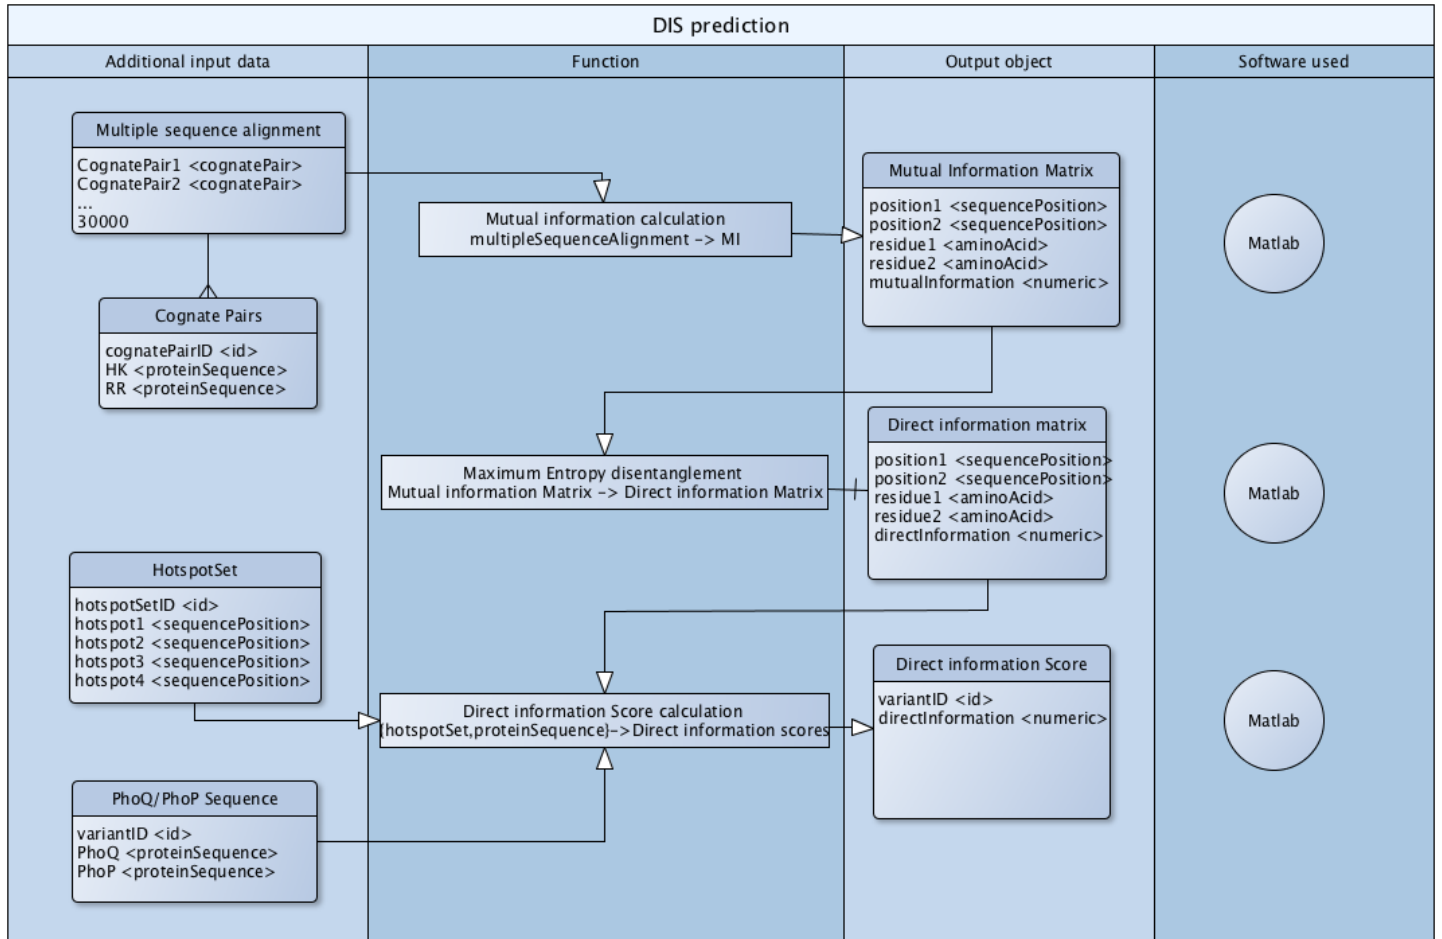 DIS prediction
Additional input data
Function
Output object
Software used
Multiple sequence alignment
CognatePair1 <cognatePair>
CognatePair2 <cognatePair>
...
30000
Mutual information calculation
multipleSequenceAlignment -> MI
Mutual Information Matrix
position1 <sequencePosition>
position2 <sequencePosition>
residue1 <aminoAcid>
residue2 <aminoAcid>
mutualInformation <numeric>
Matlab
Cognate Pairs
cognatePairID <id>
HK <proteinSequence>
RR <proteinSequence>
Maximum Entropy disentanglement
Mutual information Matrix -> Direct information Matrix
Direct information matrix
position1 <sequencePosition>
position2 <sequencePosition>
residue1 <aminoAcid>
residue2 <aminoAcid>
directInformation <numeric>
Matlab
HotspotSet
hotspotSetID <id>
hotspot1 <sequencePosition>
hotspot2 <sequencePosition>
hotspot3 <sequencePosition>
hotspot4 <sequencePosition>
Direct information Score calculation
{hotspotSet,proteinSequence}->Direct information scores
Direct information Score
variantID <id>
directInformation <numeric>
Matlab
PhoQ/PhoP Sequence
variantID <id>
PhoQ <proteinSequence>
PhoP <proteinSequence>